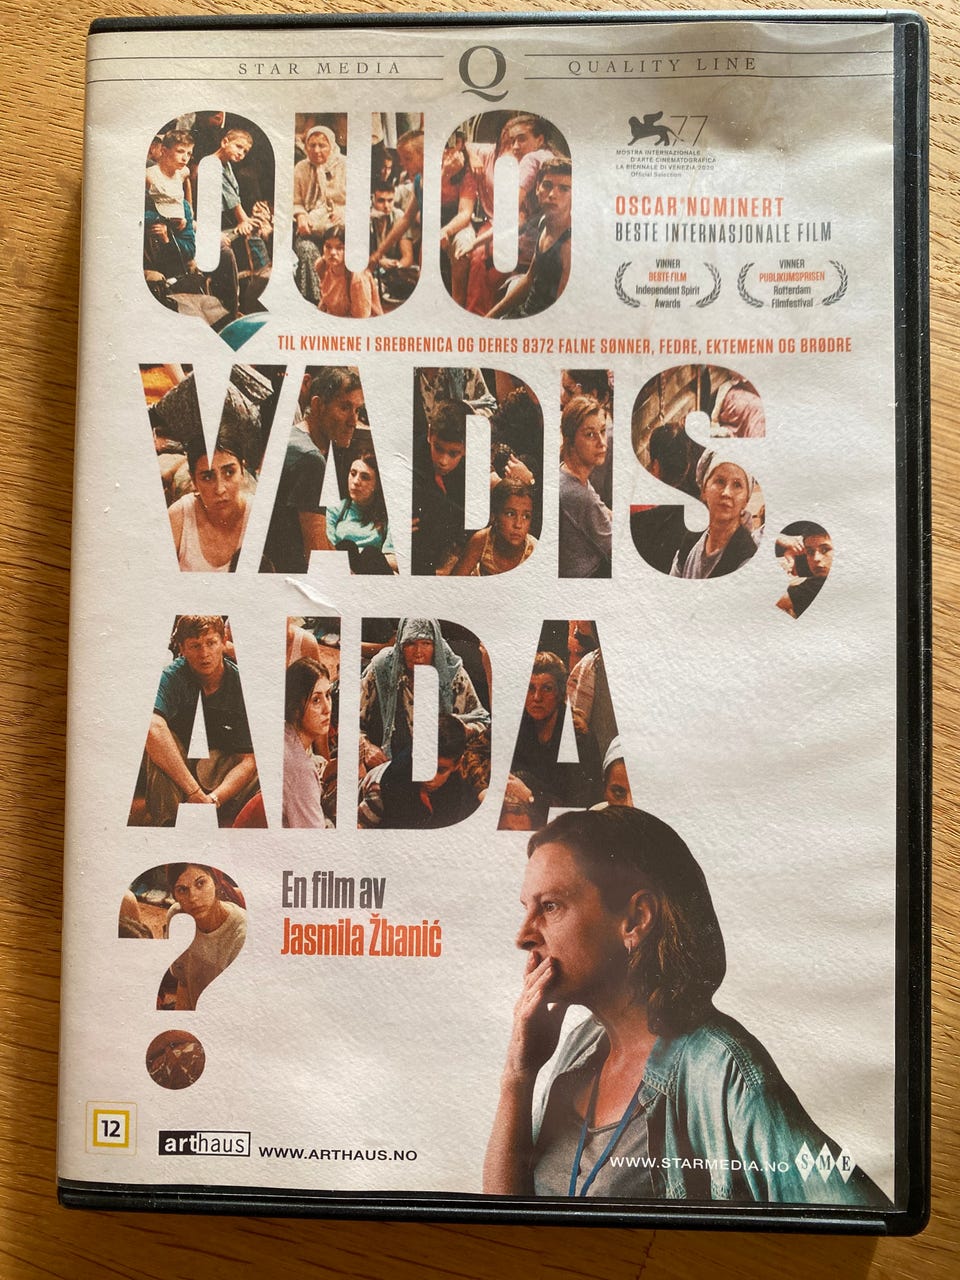 STAR MEDIA Q QUALITY LINE
QUO
77
MOSTRA INTERNAZIONALE
D'ARTE CINEMATOGRAFICA
LA BIENNALE DI VENEZIA 2020
Official Selection
OSCAR® NOMINERT
BESTE INTERNASJONALE FILM
VINNER
BESTE FILM
Independent Spirit
Awards
VINNER
PUBLIKUMSPRISEN
Rotterdam
Filmfestival
TIL KVINNENE I SREBRENICA OG DERES 8372 FALNE SØNNER, FEDRE, EKTEMENN OG BRØDRE
VADIS,
AIDA
?
En film av
Jasmila Žbanić
12
arthaus WWW.ARTHAUS.NO
WWW.STARMEDIA.NO SME